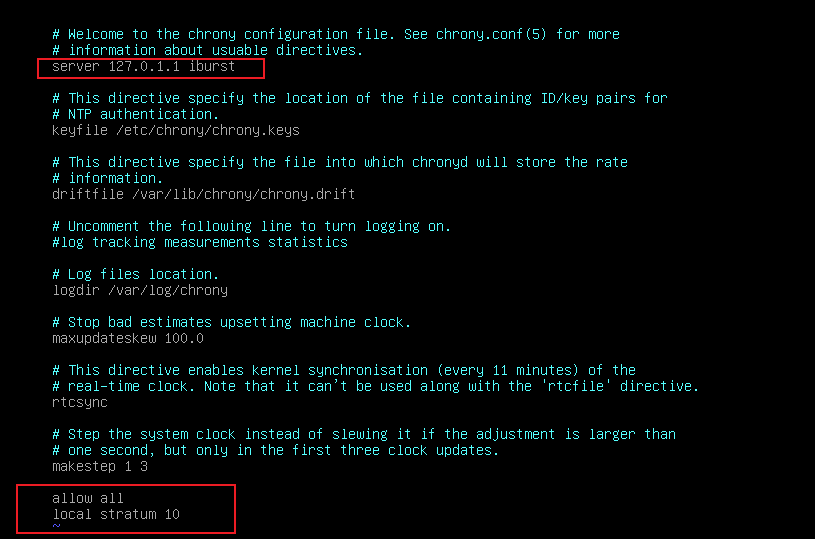 # Welcome to the chrony configuration file. See chrony.conf(5) for more
# information about usuable directives.
server 127.0.1.1 iburst
# This directive specify the location of the file containing ID/key pairs for
# NTP authentication.
keyfile /etc/chrony/chrony.keys
# This directive specify the file into which chronyd will store the rate
# information.
driftfile /var/lib/chrony/chrony.drift
# Uncomment the following line to turn logging on.
#log tracking measurements statistics
# Log files location.
logdir /var/log/chrony
# Stop bad estimates upsetting machine clock.
maxupdateskew 100.0
# This directive enables kernel synchronisation (every 11 minutes) of the
# real-time clock. Note that it can't be used along with the 'rtcfile' directive.
rtcsync
# Step the system clock instead of slewing it if the adjustment is larger than
# one second, but only in the first three clock updates.
makestep 1 3
allow all
local stratum 10
~